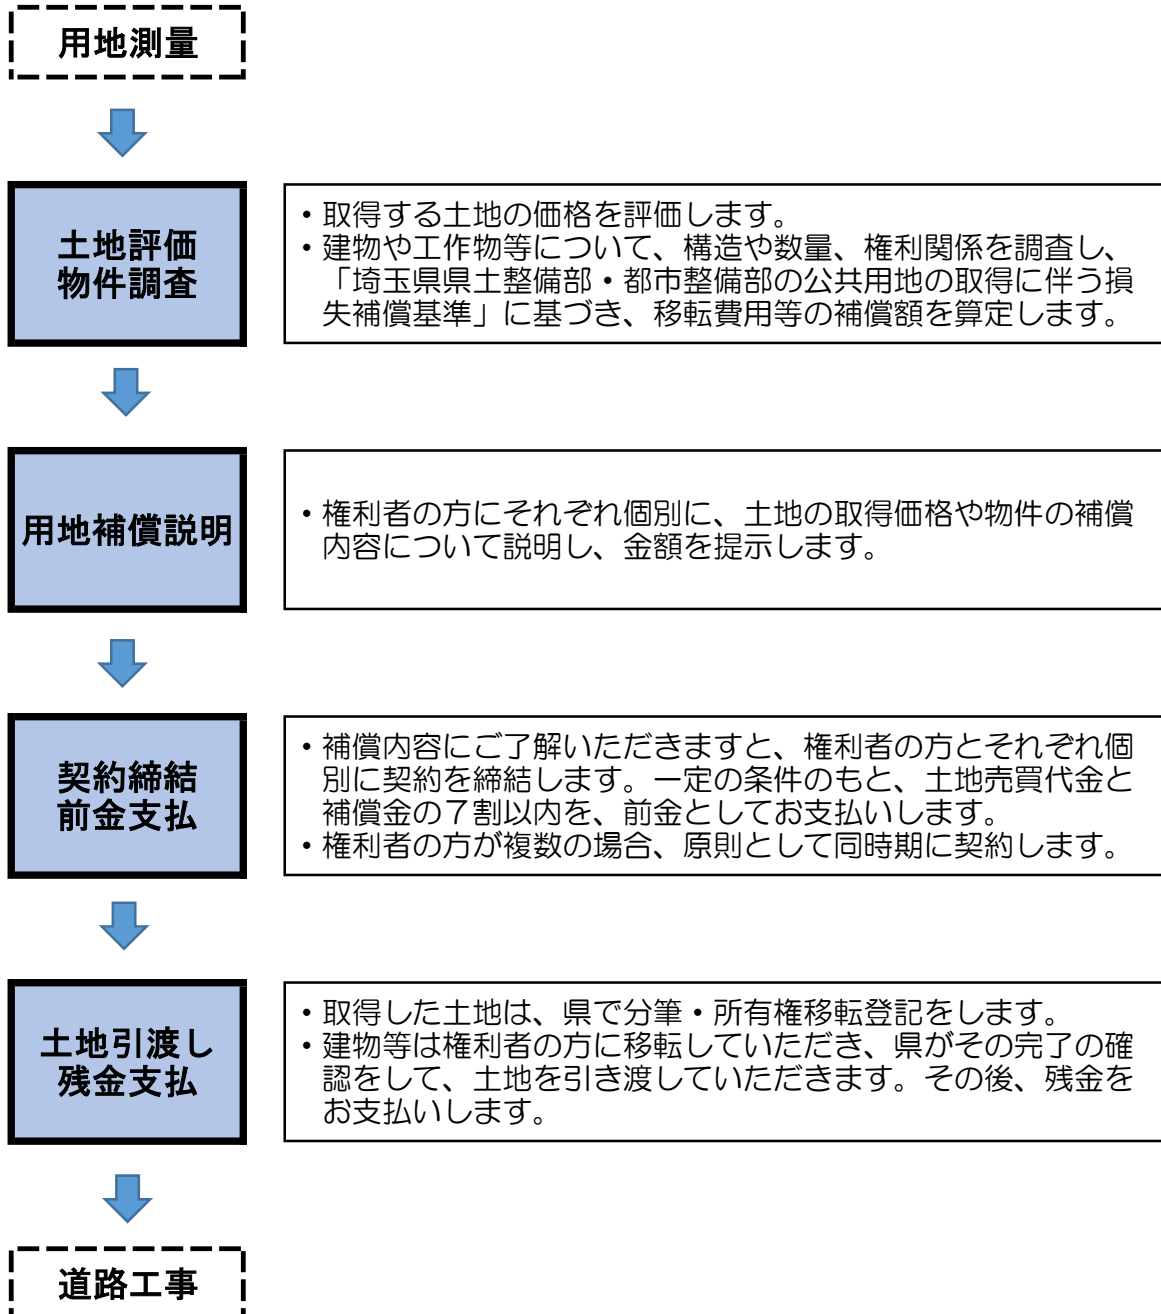 用地測量
土地評価
物件調査
・取得する土地の価格を評価します。
・建物や工作物等について、構造や数量、権利関係を調査し、
「埼玉県県土整備部・都市整備部の公共用地の取得に伴う損
失補償基準」に基づき、移転費用等の補償額を算定します。
用地補償説明
・権利者の方にそれぞれ個別に、土地の取得価格や物件の補償
内容について説明し、金額を提示します。
契約締結
前金支払
・補償内容にご了解いただきますと、権利者の方とそれぞれ個
別に契約を締結します。一定の条件のもと、土地売買代金と
補償金の７割以内を、前金としてお支払いします。
・権利者の方が複数の場合、原則として同時期に契約します。
土地引渡し
残金支払
・取得した土地は、県で分筆・所有権移転登記をします。
・建物等は権利者の方に移転していただき、県がその完了の確
認をして、土地を引き渡していただきます。その後、残金を
お支払いします。
道路工事